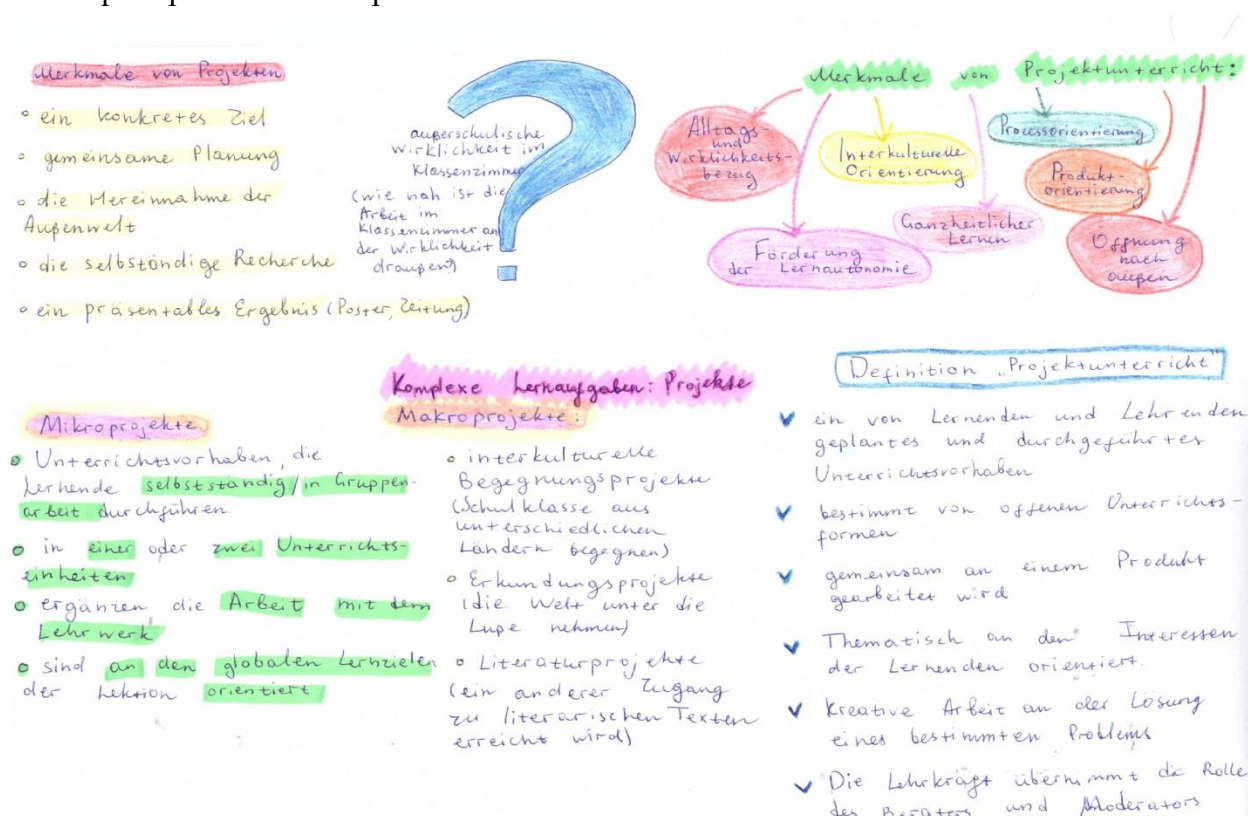 Merkmale von Projekten
ein konkretes Ziel
gemeinsame Planung
die Hereinnahme der
Außenwelt
die selbständige Recherche
ein präsentables Ergebnis (Poster, Zeitung)
außerschulische
Wirklichkeit im
Klassenzimmer
(wie nah ist die
Arbeit im
Klassenzimmer an
der Wirklichkeit
draußen?)
Merkmale von Projektunterricht:
Alltags-
und
Wirklichkeits-
bezug
Förderung
der Lernautonomie
Interkulturelle
Orientierung
Ganzheitlicher
Lernen
Prozessorientierung
Produkt-
orientierung
Öffnung
nach
außen
Komplexe Lernaufgaben: Projekte
Mikroprojekte.
Unterrichtsvorhaben, die
Lernende selbstständig/in Gruppen-
arbeit durchführen
in einer oder zwei Unterrichts-
einheiten
ergänzen die Arbeit mit dem
Lehrwerk
sind an den globalen Lernzielen
der Lektion orientiert
Makroprojekte:
interkulturelle
Begegnungsprojekte
(Schulklasse aus
unterschiedlichen
Ländern begegnen)
Erkundungsprojekte
(die Welt unter die
Lupe nehmen)
Literaturprojekte
(ein anderer Zugang
zu literarischen Texten
erreicht wird)
Definition „Projektunterricht"
ein von Lernenden und Lehrenden
geplantes und durchgeführtes
Unterrichtsvorhaben
bestimmt von offenen Unterrichts-
formen
gemeinsam an einem Produkt
gearbeitet wird
Thematisch an den Interessen
der Lernenden orientiert.
kreative Arbeit an der Lösung
eines bestimmten Problems
Die Lehrkraft übernimmt die Rolle
des Beraters und Moderators